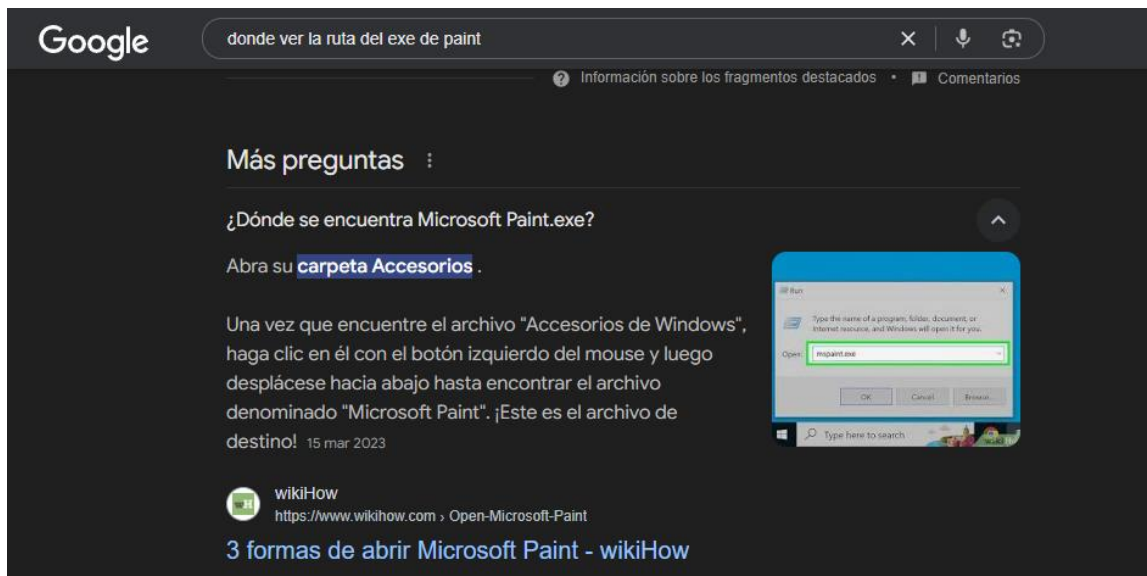 Google
donde ver la ruta del exe de paint
Información sobre los fragmentos destacados • Comentarios
Más preguntas
¿Dónde se encuentra Microsoft Paint.exe?
Abra su carpeta Accesorios .
Una vez que encuentre el archivo "Accesorios de Windows",
haga clic en él con el botón izquierdo del mouse y luego
desplácese hacia abajo hasta encontrar el archivo
denominado "Microsoft Paint". ¡Este es el archivo de
destino! 15 mar 2023
Run
Type the name of a program, folder, document, or
Internet resource, and Windows will open it for you.
Open: mspaint.exe
OK Cancel Browse...
Type here to search
wikiHow
https://www.wikihow.com › Open-Microsoft-Paint
3 formas de abrir Microsoft Paint - wikiHow